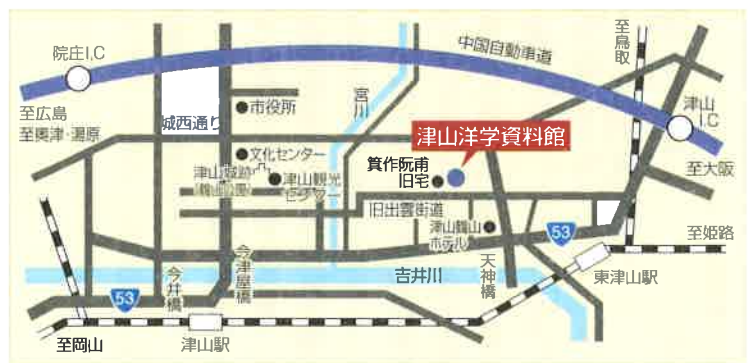 院庄I.C
中国自動車道
至鳥取
至広島
至奥津・湯原
城西通り
市役所
宮川
津山
I.C
津山洋学資料館
文化センター
箕作阮甫
旧宅
至大阪
津山城跡
(鶴山公園)
津山観光
センター
旧出雲街道
津山鶴山
ホテル
53
至姫路
今井橋
今津屋橋
吉井川
天神橋
東津山駅
53
至岡山
津山駅